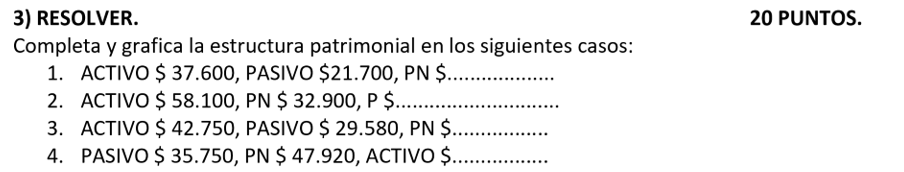 3) RESOLVER. 20 PUNTOS.
Completa y grafica la estructura patrimonial en los siguientes casos:
1. ACTIVO $ 37.600, PASIVO $21.700, PN $...................
2. ACTIVO $ 58.100, PN $ 32.900, P $.............................
3. ACTIVO $ 42.750, PASIVO $ 29.580, PN $.................
4. PASIVO $ 35.750, PN $ 47.920, ACTIVO $.................